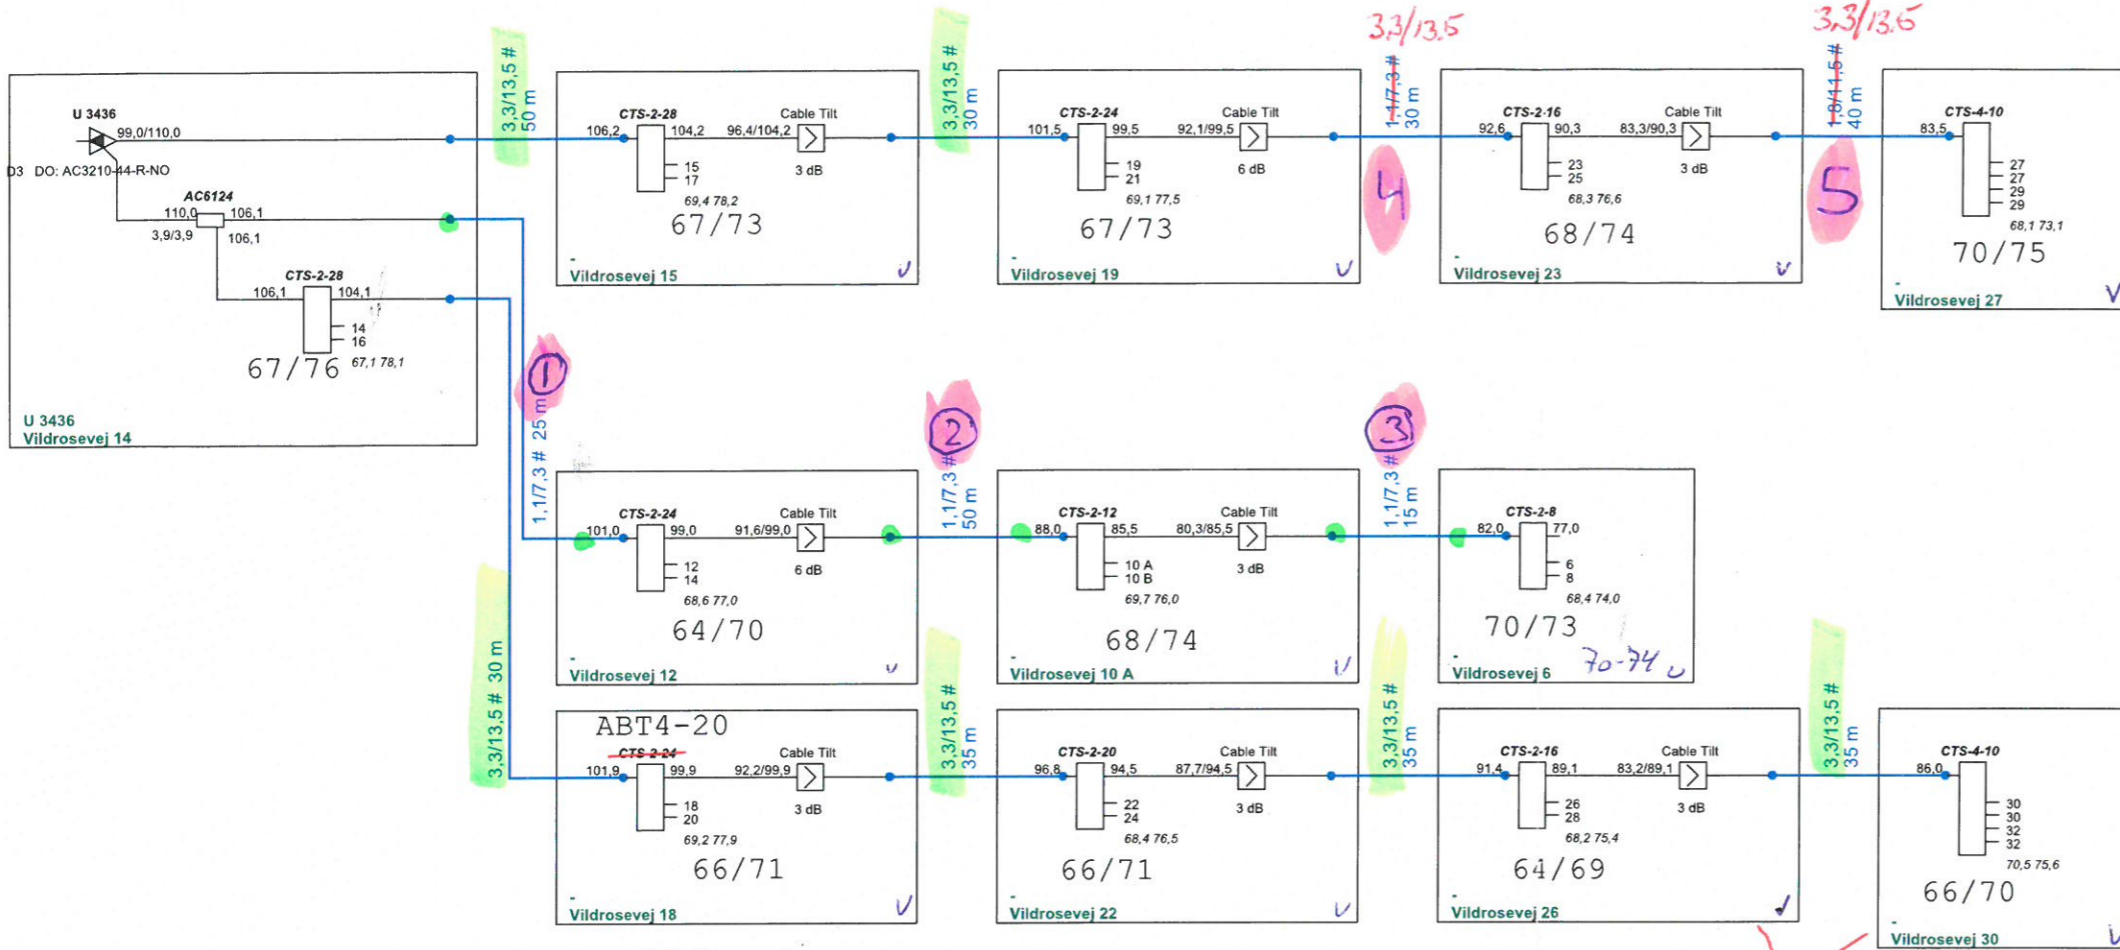 3,3/13.5
3,3/13.5
3,3/13,5 #
50 m
3,3/13,5 #
30 m
1,1/7,3 #
30 m
1,8/11,5 #
40 m
U 3436
99,0/110,0
D3 DO: AC3210-44-R-NO
AC6124
110,0 106,1
3,9/3,9 106,1
CTS-2-28
106,1 104,1
14
16
67,1 78,1
67/76
U 3436
Vildrosevej 14
CTS-2-28
Cable Tilt
106,2 104,2 96,4/104,2
3 dB
15
17
69,4 78,2
67/73
-
Vildrosevej 15
v
CTS-2-24
Cable Tilt
101,5 99,5 92,1/99,5
6 dB
19
21
69,1 77,5
67/73
-
Vildrosevej 19
v
4
CTS-2-16
Cable Tilt
92,6 90,3 83,3/90,3
3 dB
23
25
68,3 76,6
68/74
-
Vildrosevej 23
v
5
CTS-4-10
83,5
27
27
29
29
68,1 73,1
70/75
-
Vildrosevej 27
v
1
1,1/7,3 # 25 m
2
1,1/7,3 #
50 m
3
1,1/7,3 #
15 m
CTS-2-24
Cable Tilt
101,0 99,0 91,6/99,0
6 dB
12
14
68,6 77,0
64/70
-
Vildrosevej 12
v
CTS-2-12
Cable Tilt
88,0 85,5 80,3/85,5
3 dB
10 A
10 B
69,7 76,0
68/74
-
Vildrosevej 10 A
v
CTS-2-8
82,0 77,0
6
8
68,4 74,0
70/73
70-74
-
Vildrosevej 6
v
3,3/13,5 # 30 m
3,3/13,5 #
35 m
3,3/13,5 #
35 m
3,3/13,5 #
35 m
ABT4-20
CTS-2-24
Cable Tilt
101,9 99,9 92,2/99,9
3 dB
18
20
69,2 77,9
66/71
-
Vildrosevej 18
v
CTS-2-20
Cable Tilt
96,8 94,5 87,7/94,5
3 dB
22
24
68,4 76,5
66/71
-
Vildrosevej 22
v
CTS-2-16
Cable Tilt
91,4 89,1 83,2/89,1
3 dB
26
28
68,2 75,4
64/69
-
Vildrosevej 26
CTS-4-10
86,0
30
30
32
32
70,5 75,6
66/70
-
Vildrosevej 30
v